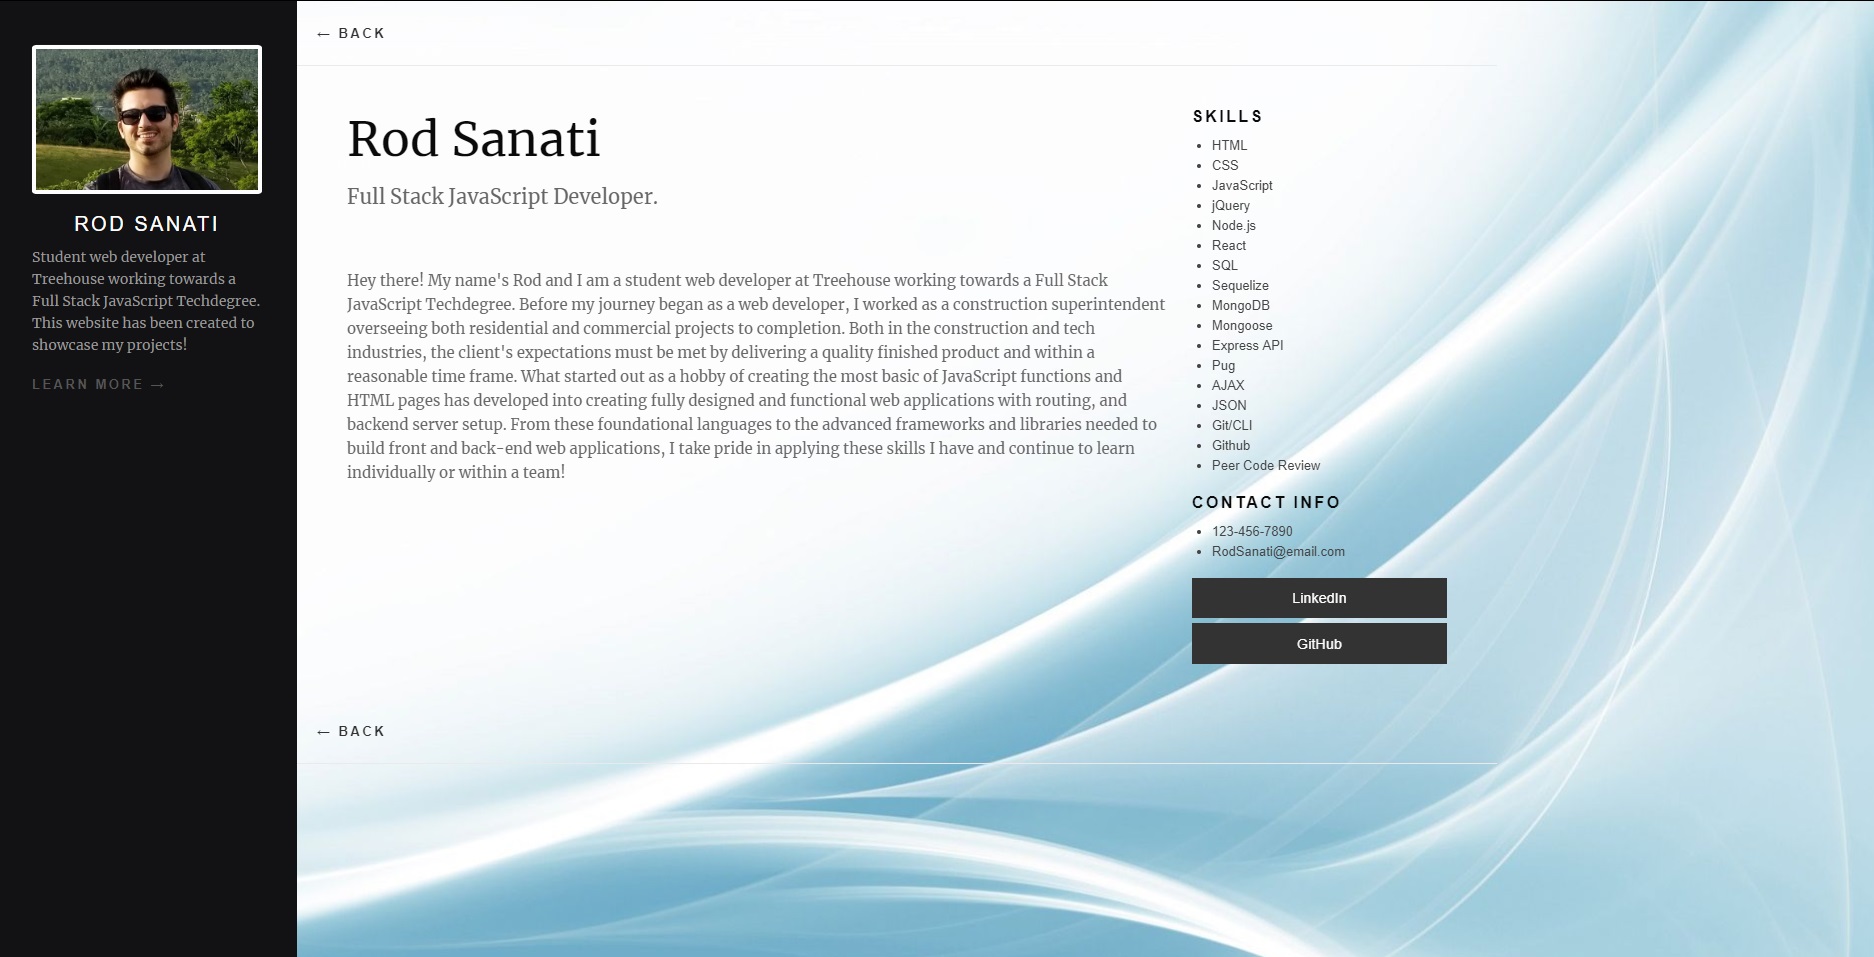 ROD SANATI
Student web developer at
Treehouse working towards a
Full Stack JavaScript Techdegree.
This website has been created to
showcase my projects!
LEARN MORE →
← BACK
Rod Sanati
Full Stack JavaScript Developer.
Hey there! My name's Rod and I am a student web developer at Treehouse working towards a Full Stack
JavaScript Techdegree. Before my journey began as a web developer, I worked as a construction superintendent
overseeing both residential and commercial projects to completion. Both in the construction and tech
industries, the client's expectations must be met by delivering a quality finished product and within a
reasonable time frame. What started out as a hobby of creating the most basic of JavaScript functions and
HTML pages has developed into creating fully designed and functional web applications with routing, and
backend server setup. From these foundational languages to the advanced frameworks and libraries needed to
build front and back-end web applications, I take pride in applying these skills I have and continue to learn
individually or within a team!
SKILLS
• HTML
• CSS
• JavaScript
• jQuery
• Node.js
• React
• SQL
• Sequelize
• MongoDB
• Mongoose
• Express API
• Pug
• AJAX
• JSON
• Git/CLI
• Github
• Peer Code Review
CONTACT INFO
• 123-456-7890
• RodSanati@email.com
LinkedIn
GitHub
← BACK